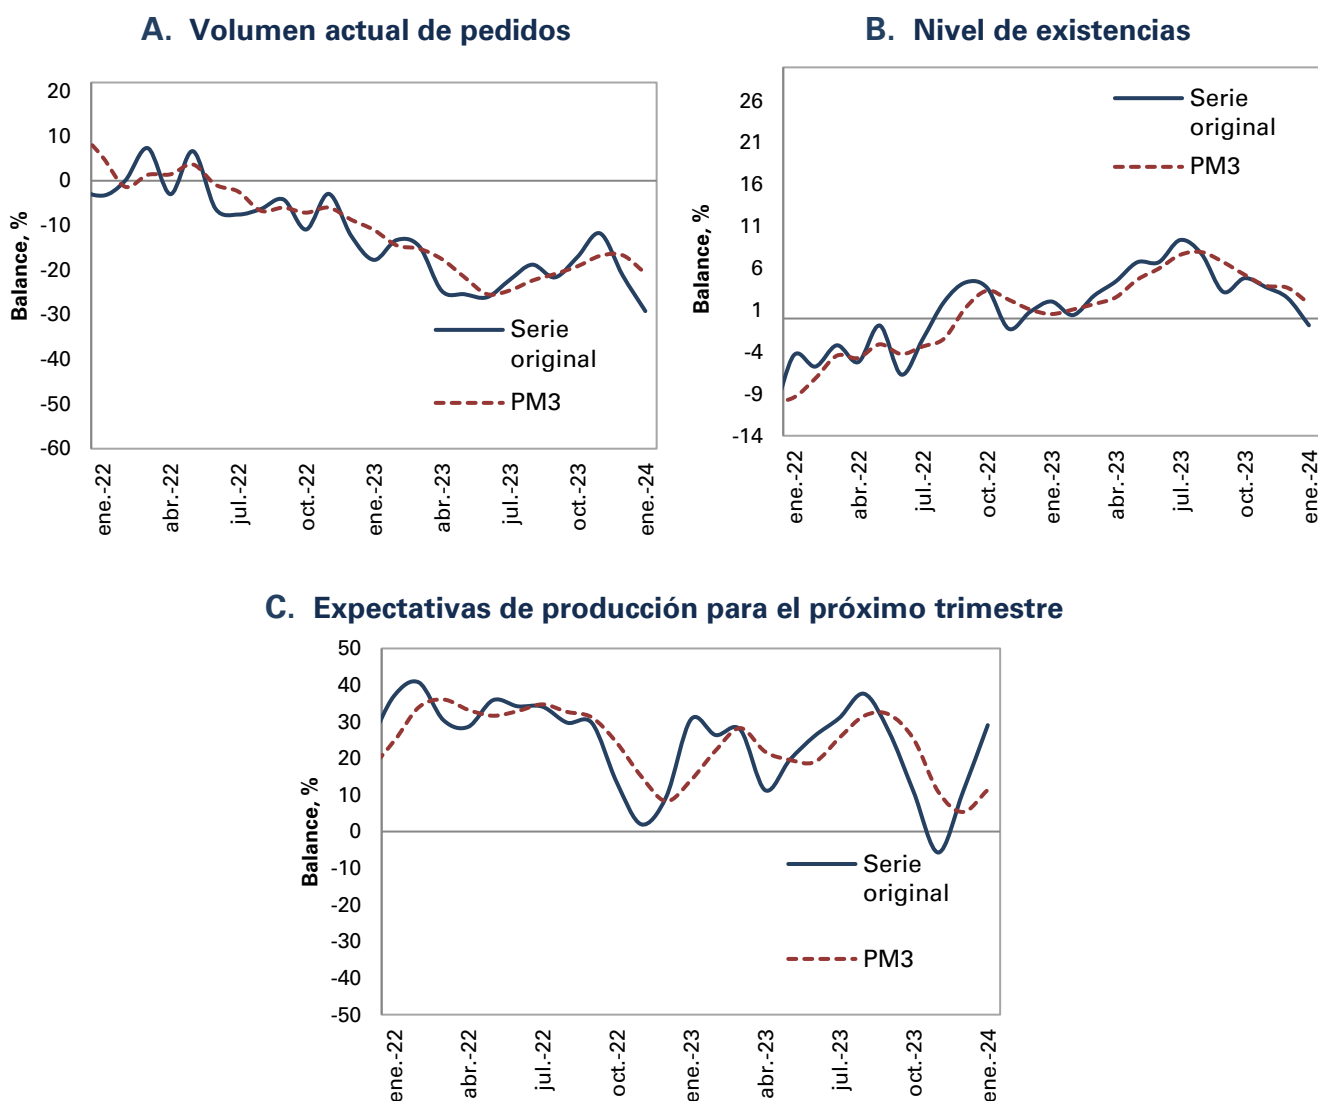 A. Volumen actual de pedidos
Balance, %
20
10
0
-10
-20
-30
-40
-50
-60
Serie
original
PM3
ene.-22
abr.-22
jul.-22
oct.-22
ene.-23
abr.-23
jul.-23
oct.-23
ene.-24
B. Nivel de existencias
Balance, %
26
21
16
11
6
1
-4
-9
-14
Serie
original
PM3
ene.-22
abr.-22
jul.-22
oct.-22
ene.-23
abr.-23
jul.-23
oct.-23
ene.-24
C. Expectativas de producción para el próximo trimestre
Balance, %
50
40
30
20
10
0
-10
-20
-30
-40
-50
Serie
original
PM3
ene.-22
abr.-22
jul.-22
oct.-22
ene.-23
abr.-23
jul.-23
oct.-23
ene.-24